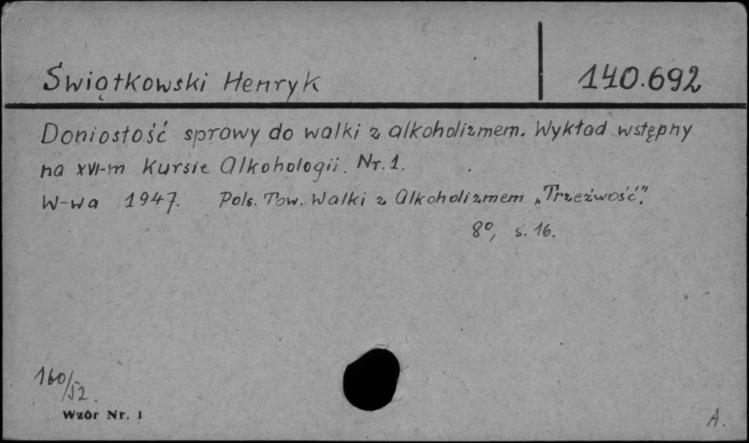 Świątkowski Henryk
140.692
Doniosłość sprawy do walki z alkoholizmem. Wykład wstępny
na XVI-m Kursie Alkohologii. Nr. 1.
W-wa 1947. Pols. Tow. Walki z Alkoholizmem „Trzeźwość".
8°, s. 16.
160/52.
Wzór Nr. 1
A.